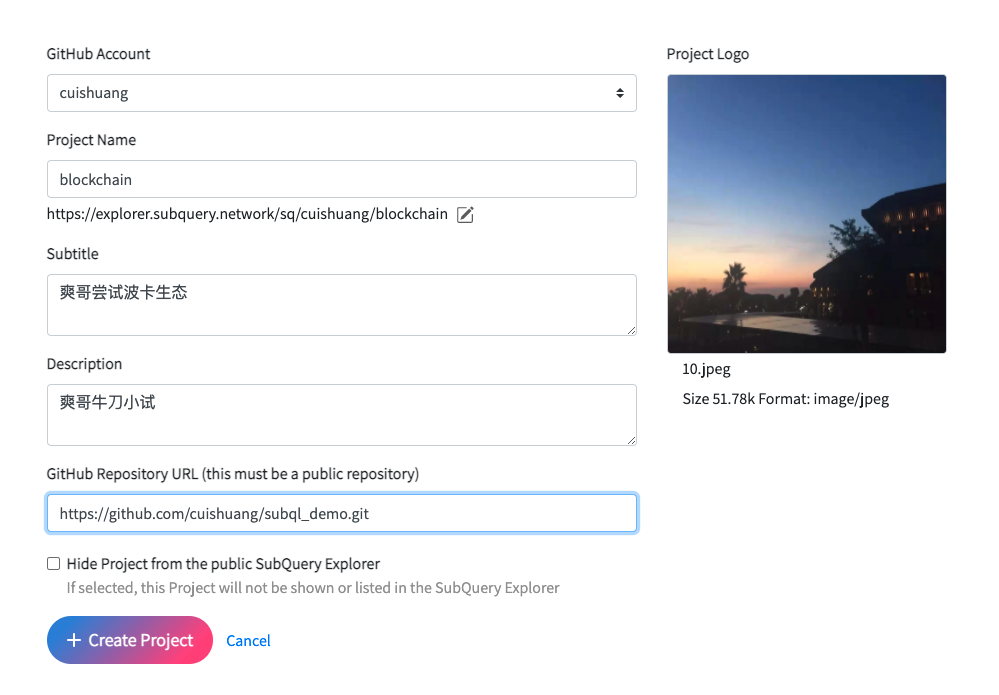 GitHub Account
cuishuang
Project Name
blockchain
https://explorer.subquery.network/sq/cuishuang/blockchain
Subtitle
爽哥尝试波卡生态
Description
爽哥牛刀小试
GitHub Repository URL (this must be a public repository)
https://github.com/cuishuang/subql_demo.git
Hide Project from the public SubQuery Explorer
If selected, this Project will not be shown or listed in the SubQuery Explorer
+ Create Project
Cancel
Project Logo
10.jpeg
Size 51.78k Format: image/jpeg